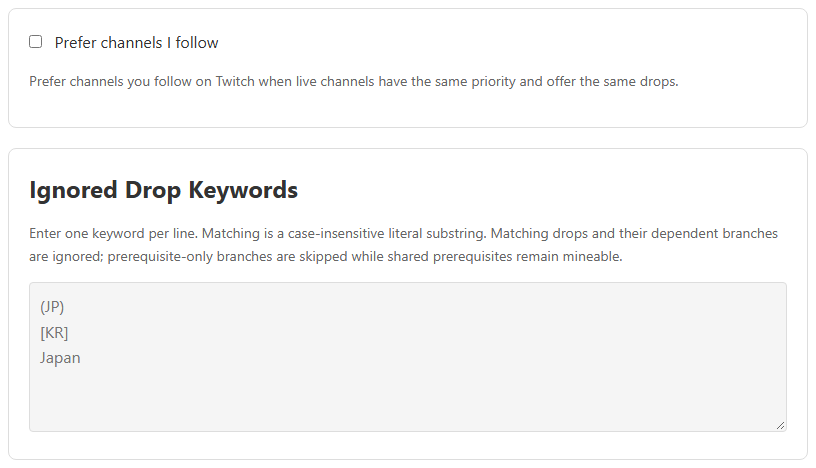 Prefer channels I follow
Prefer channels you follow on Twitch when live channels have the same priority and offer the same drops.
Ignored Drop Keywords
Enter one keyword per line. Matching is a case-insensitive literal substring. Matching drops and their dependent branches
are ignored; prerequisite-only branches are skipped while shared prerequisites remain mineable.
(JP)
[KR]
Japan